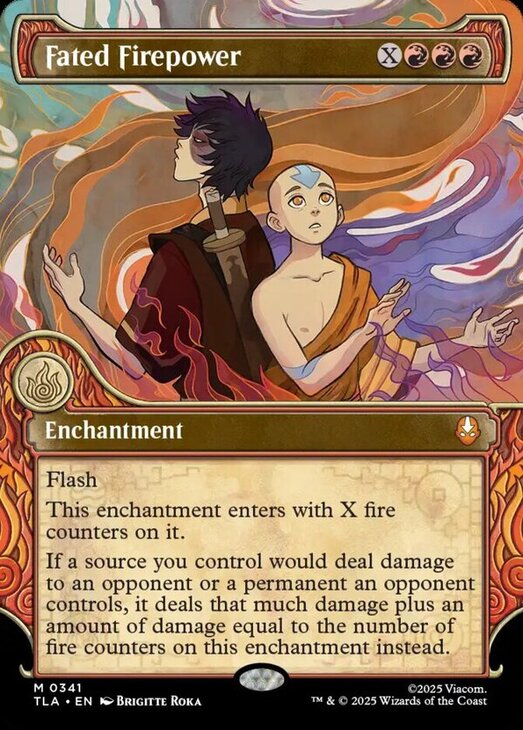 Fated Firepower X
Enchantment
Flash
This enchantment enters with X fire
counters on it.
If a source you control would deal damage
to an opponent or a permanent an opponent
controls, it deals that much damage plus an
amount of damage equal to the number of
fire counters on this enchantment instead.
M 0341
©2025 Viacom.
TLA • EN BRIGITTE ROKA
™ & © 2025 Wizards of the Coast